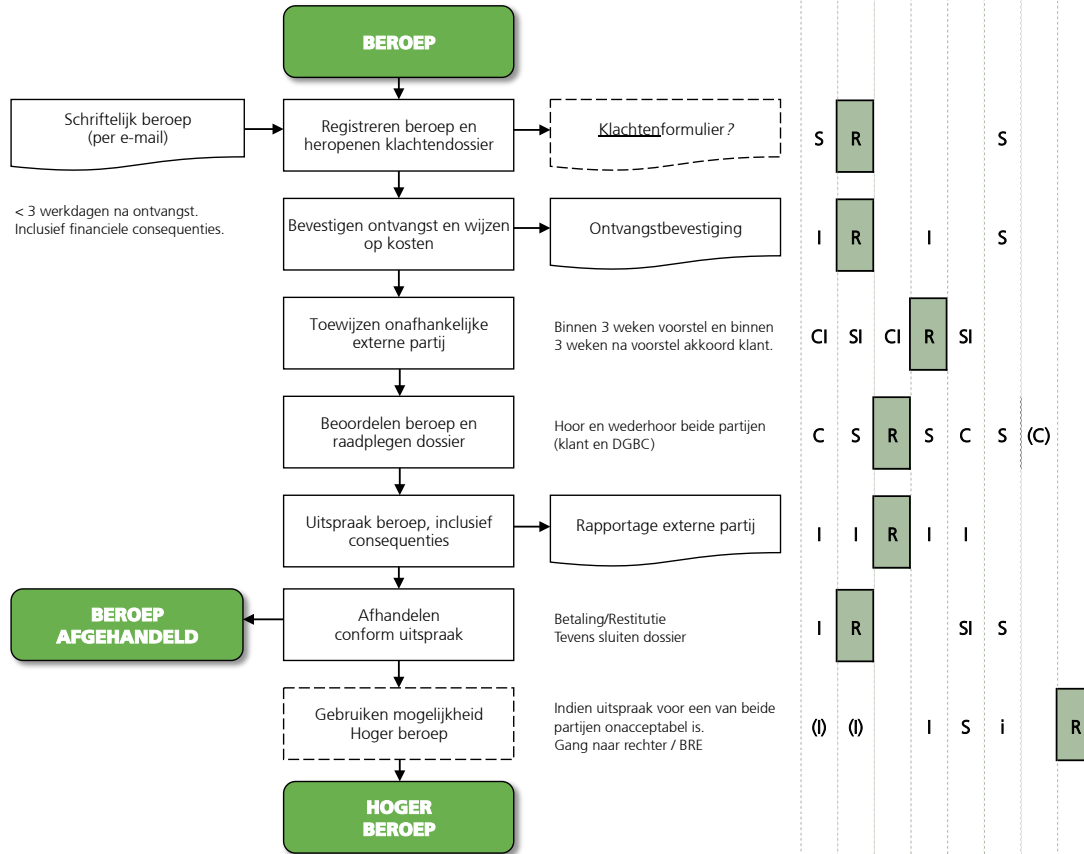 BEROEP
Schriftelijk beroep
(per e-mail)
Registreren beroep en
heropenen klachtendossier
Klachtenformulier?
S R S
< 3 werkdagen na ontvangst.
Inclusief financiele consequenties.
Bevestigen ontvangst en wijzen
op kosten
Ontvangstbevestiging
I R I S
Toewijzen onafhankelijke
externe partij
Binnen 3 weken voorstel en binnen
3 weken na voorstel akkoord klant.
CI SI CI R SI
Beoordelen beroep en
raadplegen dossier
Hoor en wederhoor beide partijen
(klant en DGBC)
C S R S C S (C)
Uitspraak beroep, inclusief
consequenties
Rapportage externe partij
I I R I I
BEROEP
AFGEHANDELD
Afhandelen
conform uitspraak
Betaling/Restitutie
Tevens sluiten dossier
I R SI S
Gebruiken mogelijkheid
Hoger beroep
Indien uitspraak voor een van beide
partijen onacceptabel is.
Gang naar rechter / BRE
(I) (I) I S i R
HOGER
BEROEP